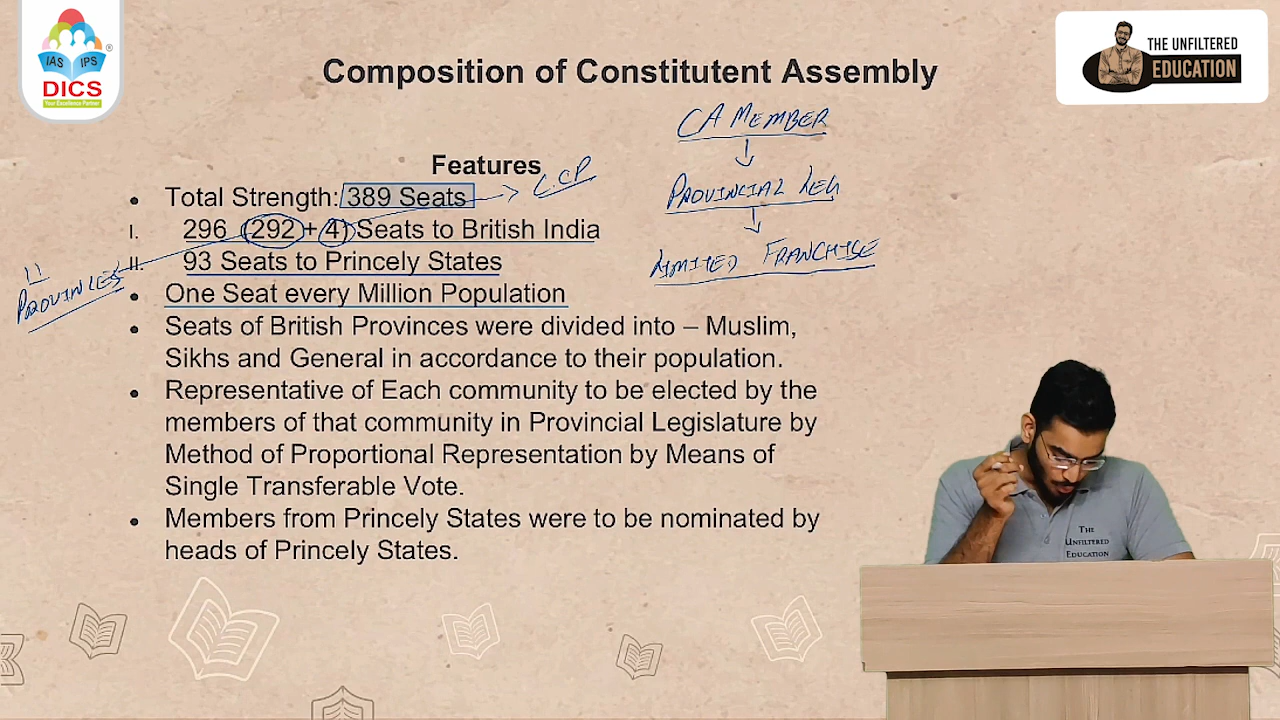 IAS IPS
®
DICS
Your Excellence Partner
THE UNFILTERED
EDUCATION
Composition of Constitutent Assembly
CA MEMBER
↓
PROVINCIAL LEG
↓
LIMITED FRANCHISE
Features
• Total Strength: 389 Seats → C.CP
I. 296 (292 + 4) Seats to British India
II. 93 Seats to Princely States
11
PROVINCES
• One Seat every Million Population
• Seats of British Provinces were divided into – Muslim,
Sikhs and General in accordance to their population.
• Representative of Each community to be elected by the
members of that community in Provincial Legislature by
Method of Proportional Representation by Means of
Single Transferable Vote.
• Members from Princely States were to be nominated by
heads of Princely States.
THE
UNFILTERED
EDUCATION